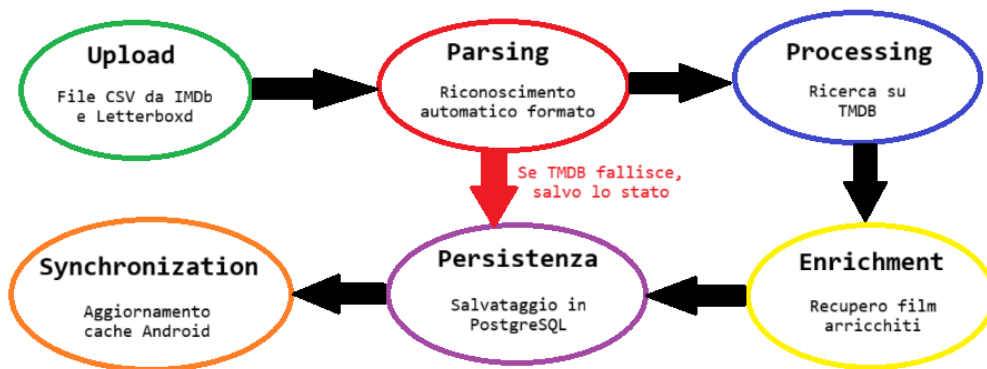 Upload
File CSV da IMDb
e Letterboxd
Parsing
Riconoscimento
automatico formato
Processing
Ricerca su
TMDB
Se TMDB fallisce,
salvo lo stato
Synchronization
Aggiornamento
cache Android
Persistenza
Salvataggio in
PostgreSQL
Enrichment
Recupero film
arricchiti